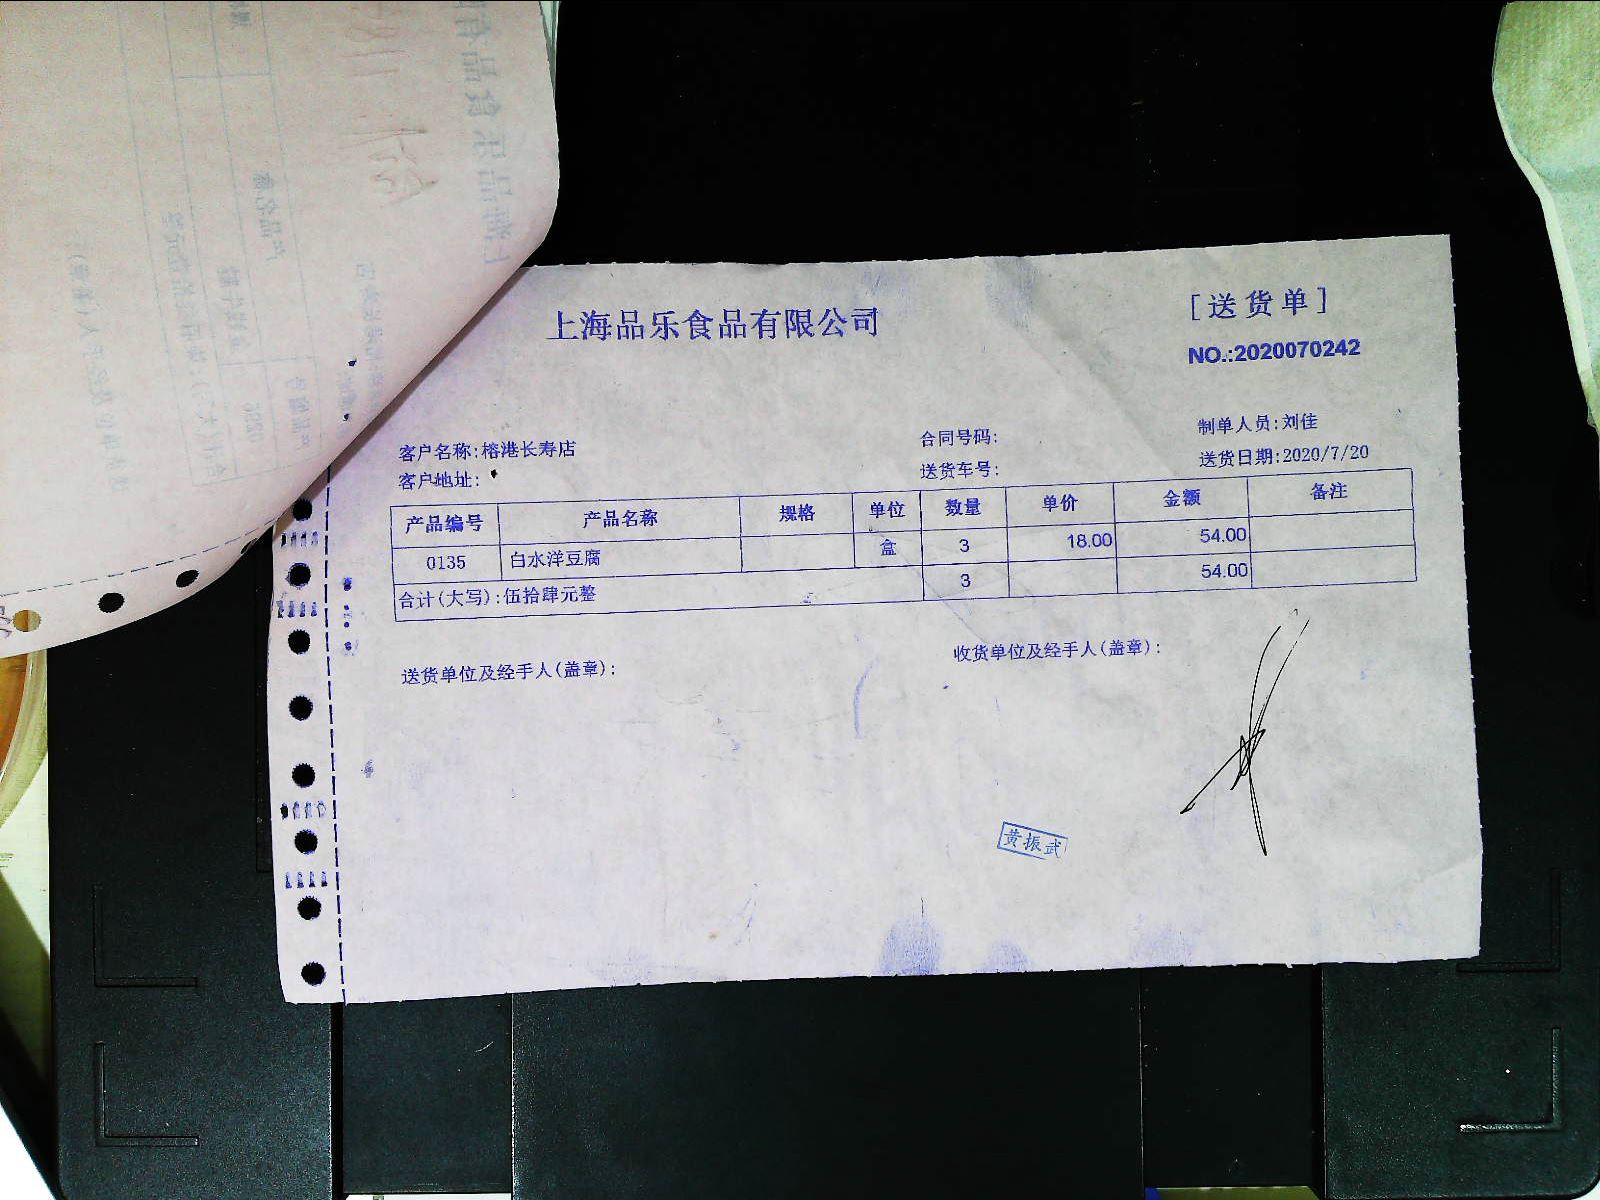 上海品乐食品有限公司
[送货单]
NO.:2020070242
客户名称:榕港长寿店
合同号码:
制单人员:刘佳
客户地址:
送货车号:
送货日期:2020/7/20
产品编号 产品名称 规格 单位 数量 单价 金额 备注
0135 白水洋豆腐 盒 3 18.00 54.00
合计(大写):伍拾肆元整 3 54.00
送货单位及经手人(盖章):
收货单位及经手人(盖章):
黄振武